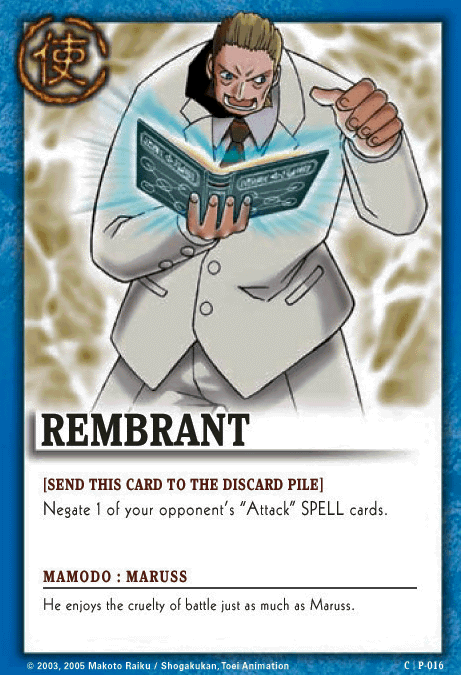 使
REMBRANT
[SEND THIS CARD TO THE DISCARD PILE]
Negate 1 of your opponent's "Attack" SPELL cards.
MAMODO : MARUSS
He enjoys the cruelty of battle just as much as Maruss.
© 2003, 2005 Makoto Raiku / Shogakukan, Toei Animation
C | P-016